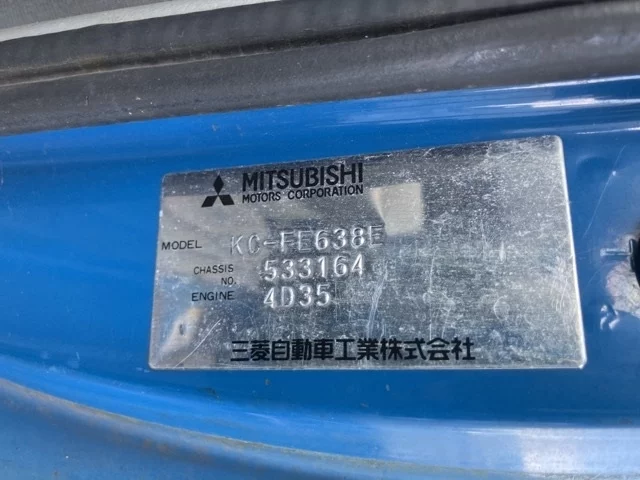 MITSUBISHI
MOTORS CORPORATION
MODEL KC-FE638E
CHASSIS NO. 533164
ENGINE 4D35
三菱自動車工業株式会社